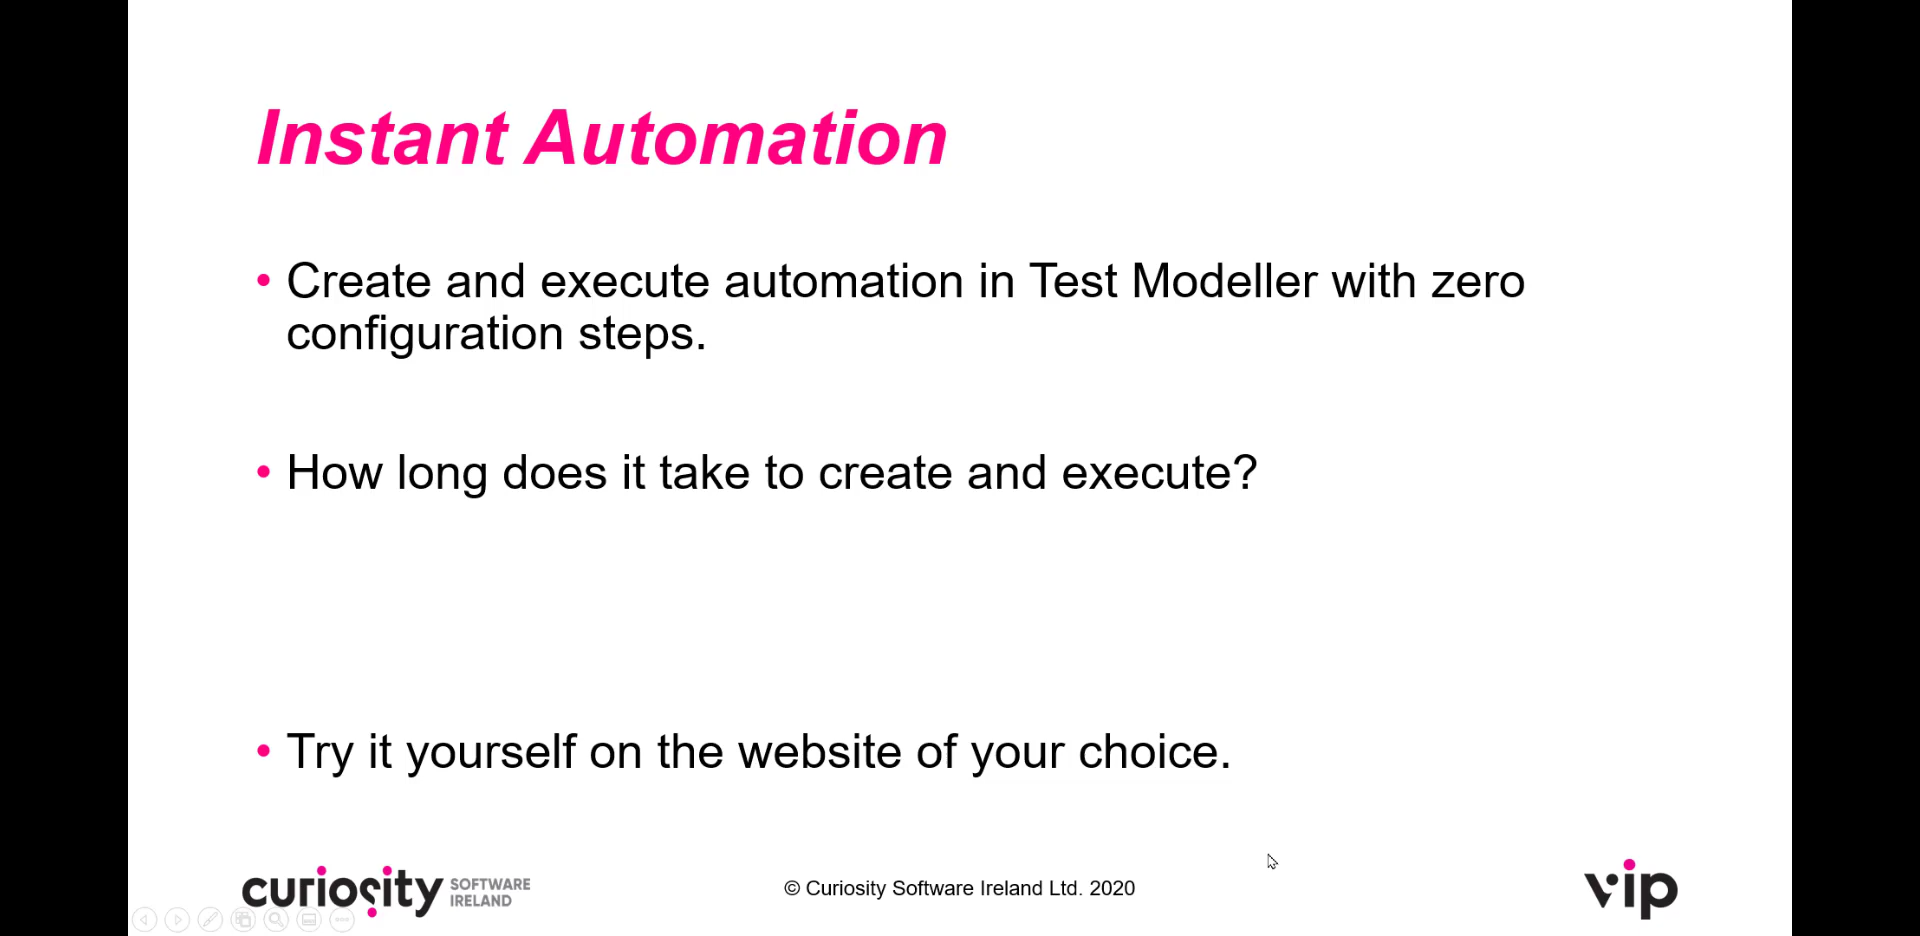 Instant Automation
• Create and execute automation in Test Modeller with zero
configuration steps.
• How long does it take to create and execute?
• Try it yourself on the website of your choice.
curiosity SOFTWARE
IRELAND
© Curiosity Software Ireland Ltd. 2020
vip